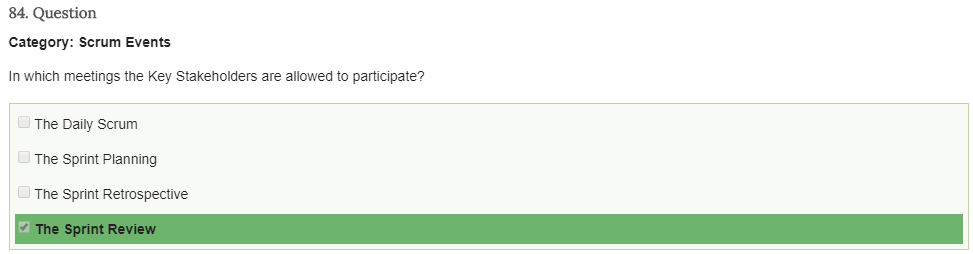 84. Question
Category: Scrum Events
In which meetings the Key Stakeholders are allowed to participate?
The Daily Scrum
The Sprint Planning
The Sprint Retrospective
The Sprint Review